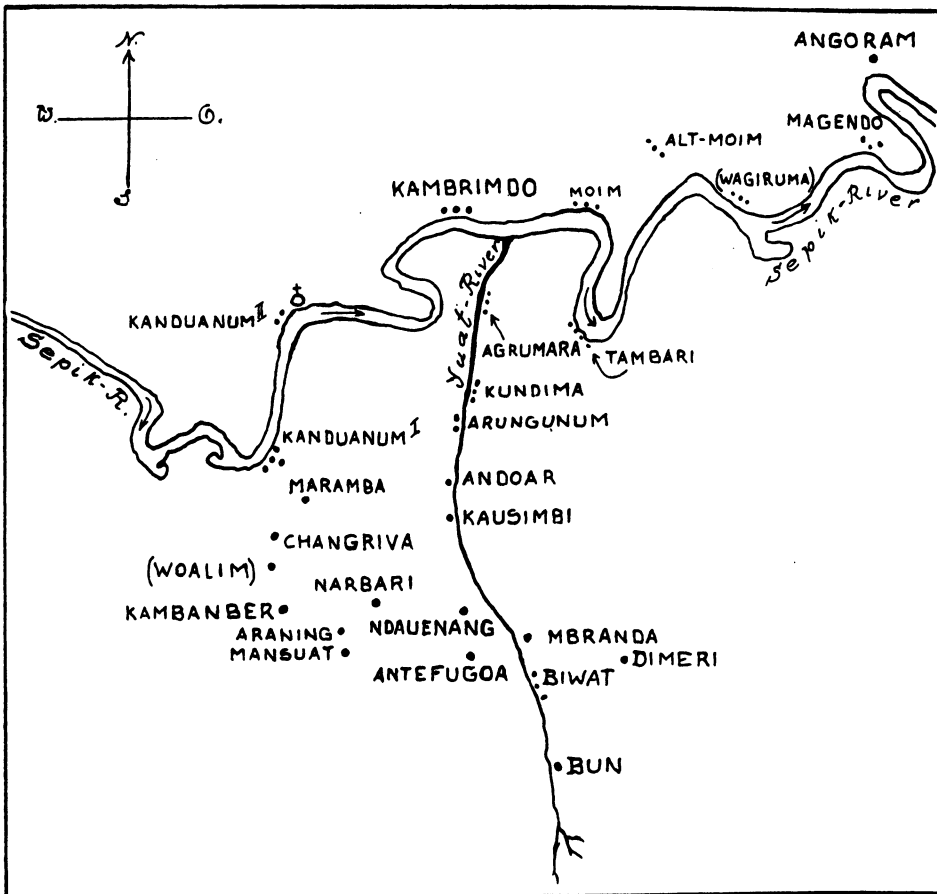 N.
ANGORAM
W.
O.
MAGENDO
ALT-MOIM
(WAGIRUMA)
KAMBRIMDO
MOIM
S.
Sepik-River
Yuat-River
KANDUANUM II
AGRUMARA
TAMBARI
Sepik-R.
KUNDIMA
ARUNGUNUM
KANDUANUM I
MARAMBA
ANDOAR
KAUSIMBI
CHANGRIVA
(WOALIM)
NARBARI
KAMBANBER
NDAUENANG
ARANING
MBRANDA
MANSUAT
ANTEFUGOA
DIMERI
BIWAT
BUN